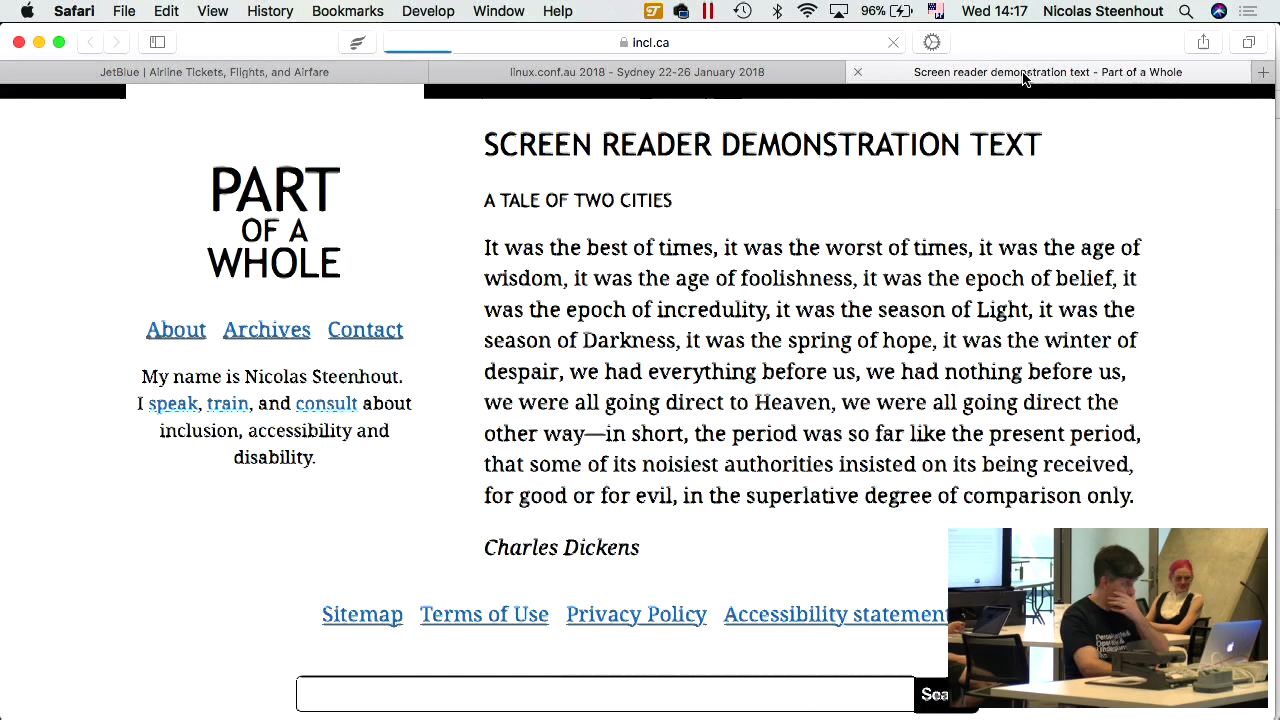 Safari File Edit View History Bookmarks Develop Window Help 96% Wed 14:17 Nicolas Steenhout
incl.ca
JetBlue | Airline Tickets, Flights, and Airfare linux.conf.au 2018 - Sydney 22-26 January 2018 Screen reader demonstration text - Part of a Whole
PART
OF A
WHOLE
About Archives Contact
My name is Nicolas Steenhout.
I speak, train, and consult about
inclusion, accessibility and
disability.
SCREEN READER DEMONSTRATION TEXT
A TALE OF TWO CITIES
It was the best of times, it was the worst of times, it was the age of
wisdom, it was the age of foolishness, it was the epoch of belief, it
was the epoch of incredulity, it was the season of Light, it was the
season of Darkness, it was the spring of hope, it was the winter of
despair, we had everything before us, we had nothing before us,
we were all going direct to Heaven, we were all going direct the
other way—in short, the period was so far like the present period,
that some of its noisiest authorities insisted on its being received,
for good or for evil, in the superlative degree of comparison only.
Charles Dickens
Sitemap Terms of Use Privacy Policy Accessibility statement
Sea